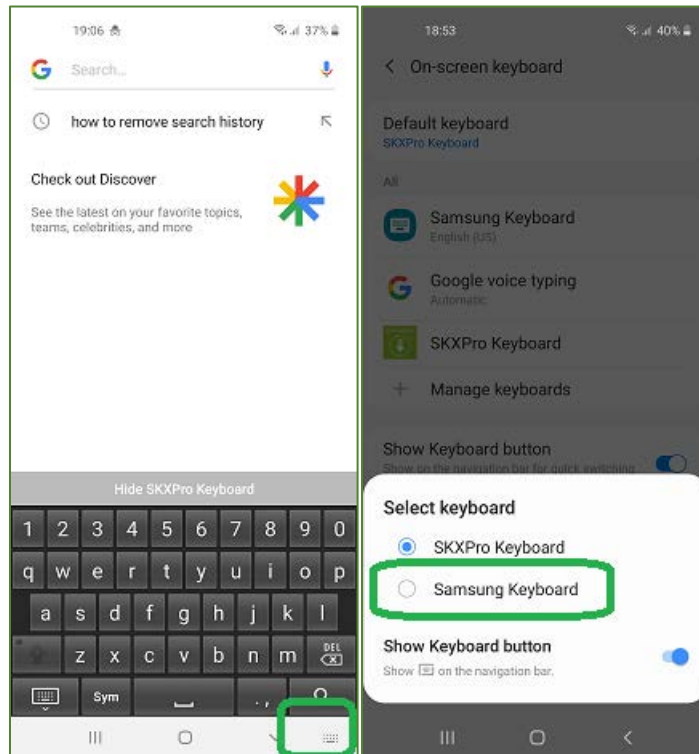 19:06
37%
Search...
how to remove search history
Check out Discover
See the latest on your favorite topics,
teams, celebrities, and more
Hide SKXPro Keyboard
1 2 3 4 5 6 7 8 9 0
q w e r t y u i o p
a s d f g h j k l
z x c v b n m DEL
Sym . ,
18:53
40%
On-screen keyboard
Default keyboard
SKXPro Keyboard
All
Samsung Keyboard
English (US)
Google voice typing
Automatic
SKXPro Keyboard
Manage keyboards
Show Keyboard button
Show on the navigation bar for quick switching
Select keyboard
SKXPro Keyboard
Samsung Keyboard
Show Keyboard button
Show on the navigation bar.